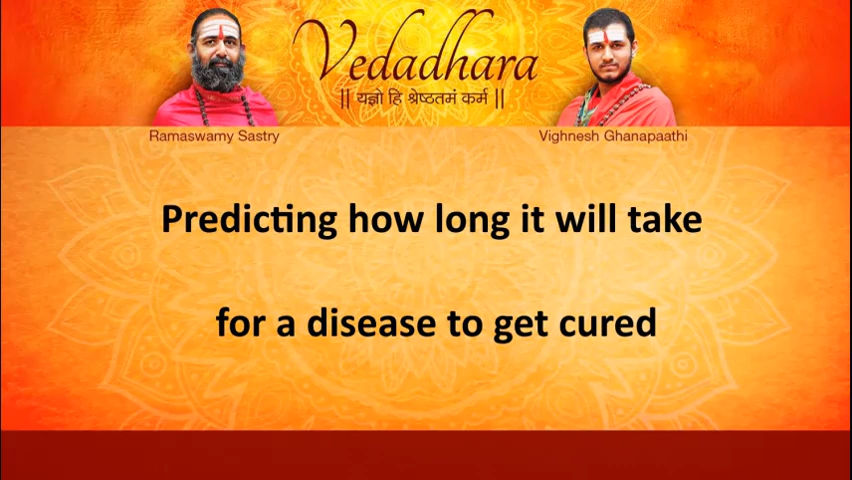 Vedadhara
|| यज्ञो हि श्रेष्ठतमं कर्म ||
Ramaswamy Sastry
Vighnesh Ghanapaathi
Predicting how long it will take
for a disease to get cured